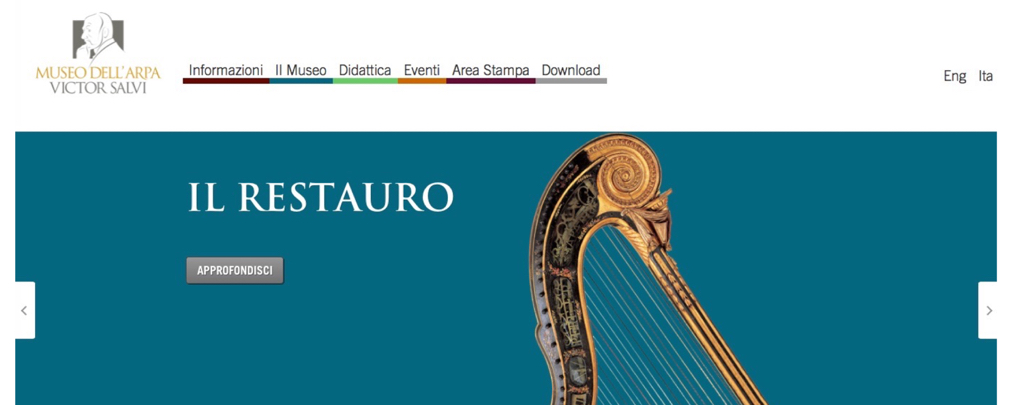 MUSEO DELL'ARPA
VICTOR SALVI
Informazioni Il Museo Didattica Eventi Area Stampa Download
Eng Ita
IL RESTAURO
APPROFONDISCI